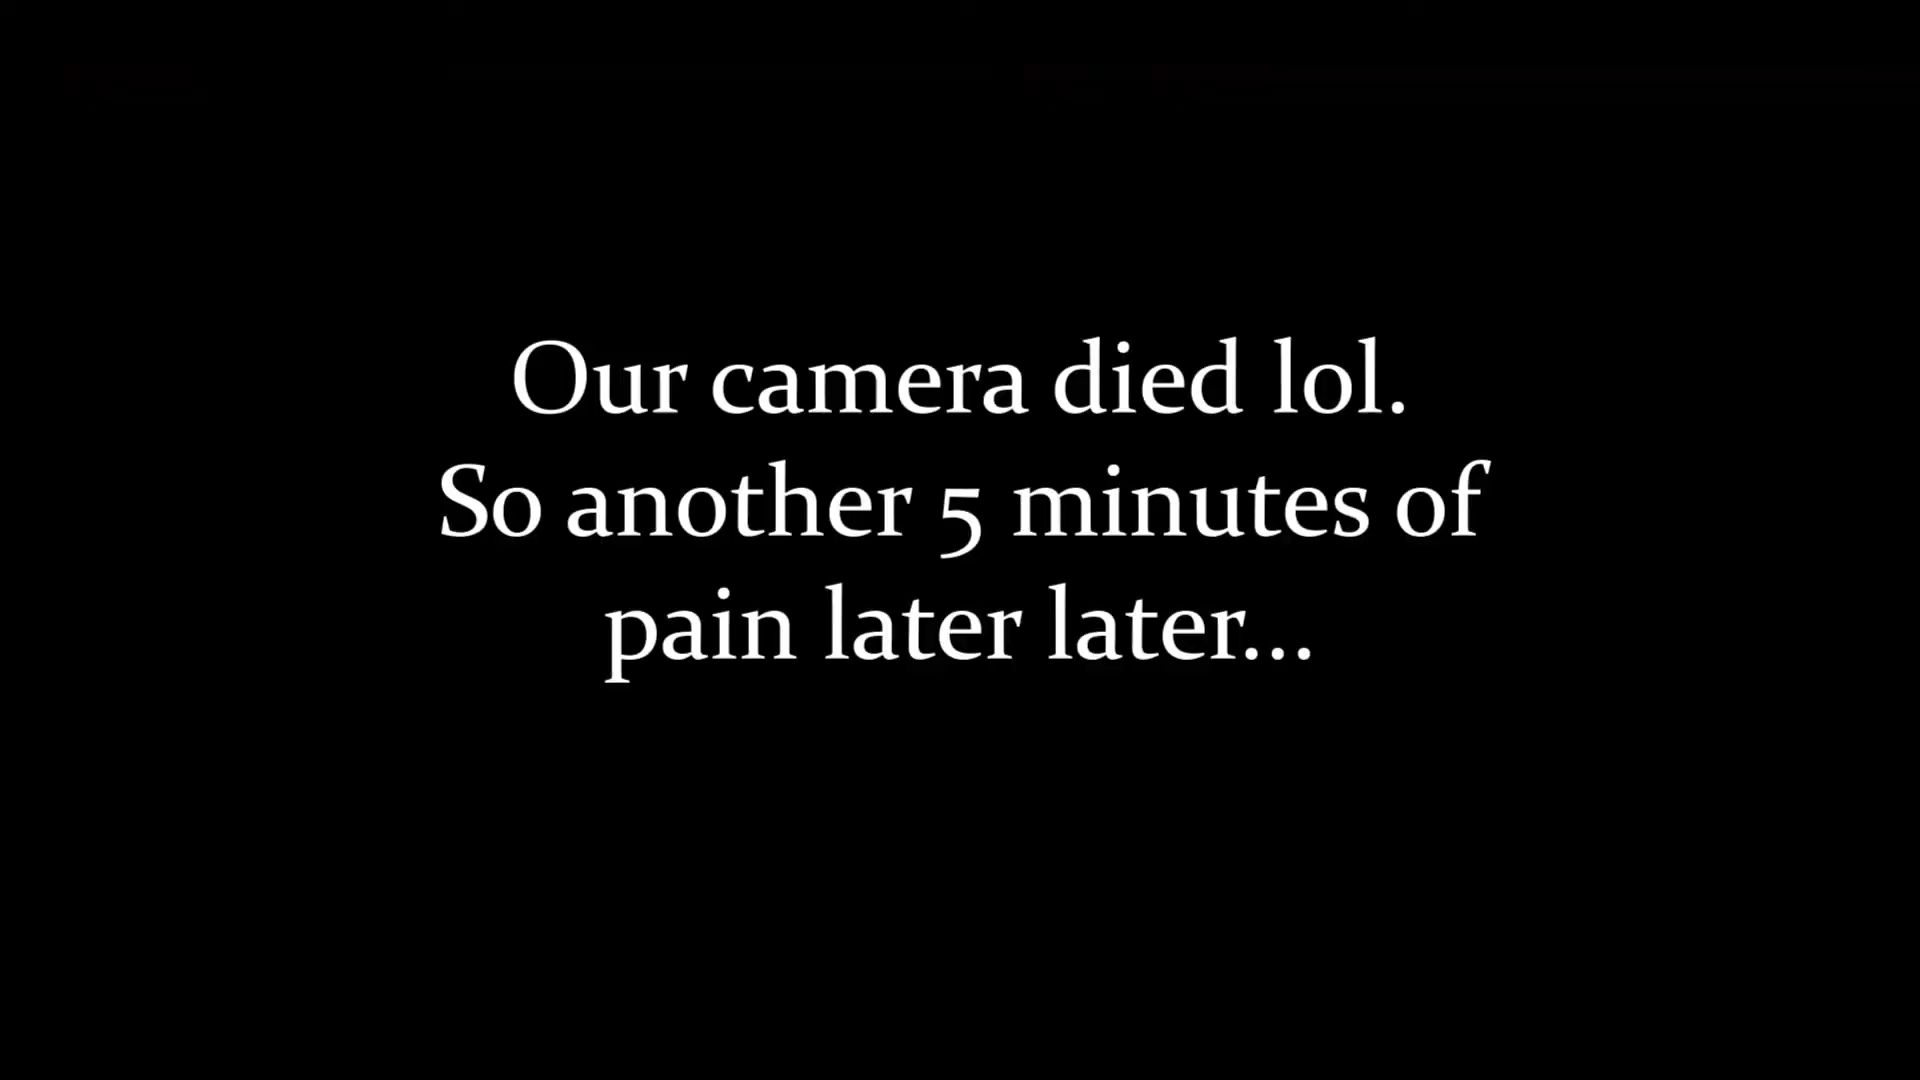 Our camera died lol.
So another 5 minutes of
pain later later...